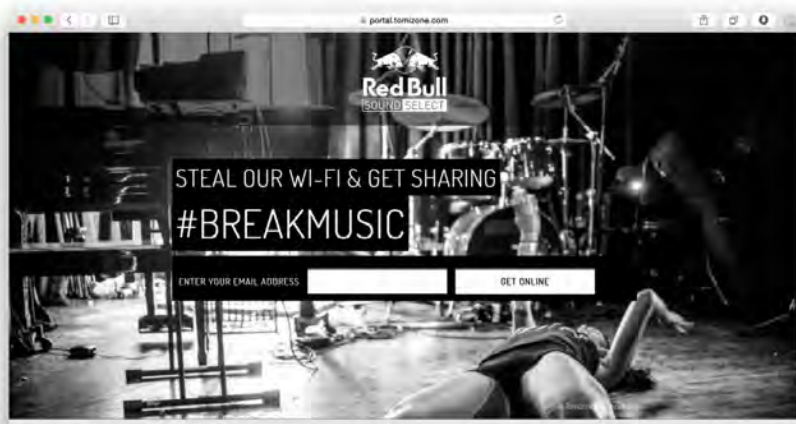 portal.tomizone.com
Red Bull
SOUND SELECT
STEAL OUR WI-FI & GET SHARING
#BREAKMUSIC
ENTER YOUR EMAIL ADDRESS
GET ONLINE